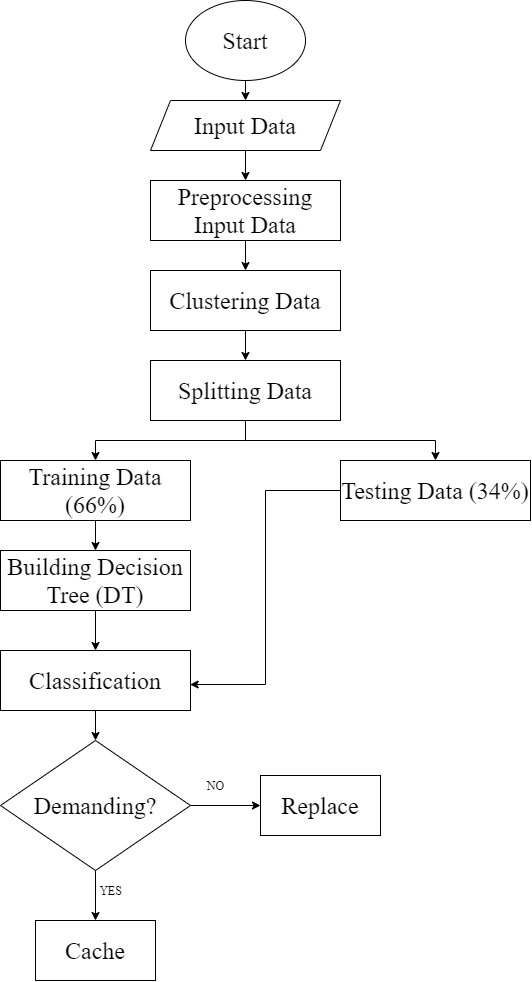 Start
Input Data
Preprocessing
Input Data
Clustering Data
Splitting Data
Training Data
(66%)
Testing Data (34%)
Building Decision
Tree (DT)
Classification
Demanding?
NO
Replace
YES
Cache